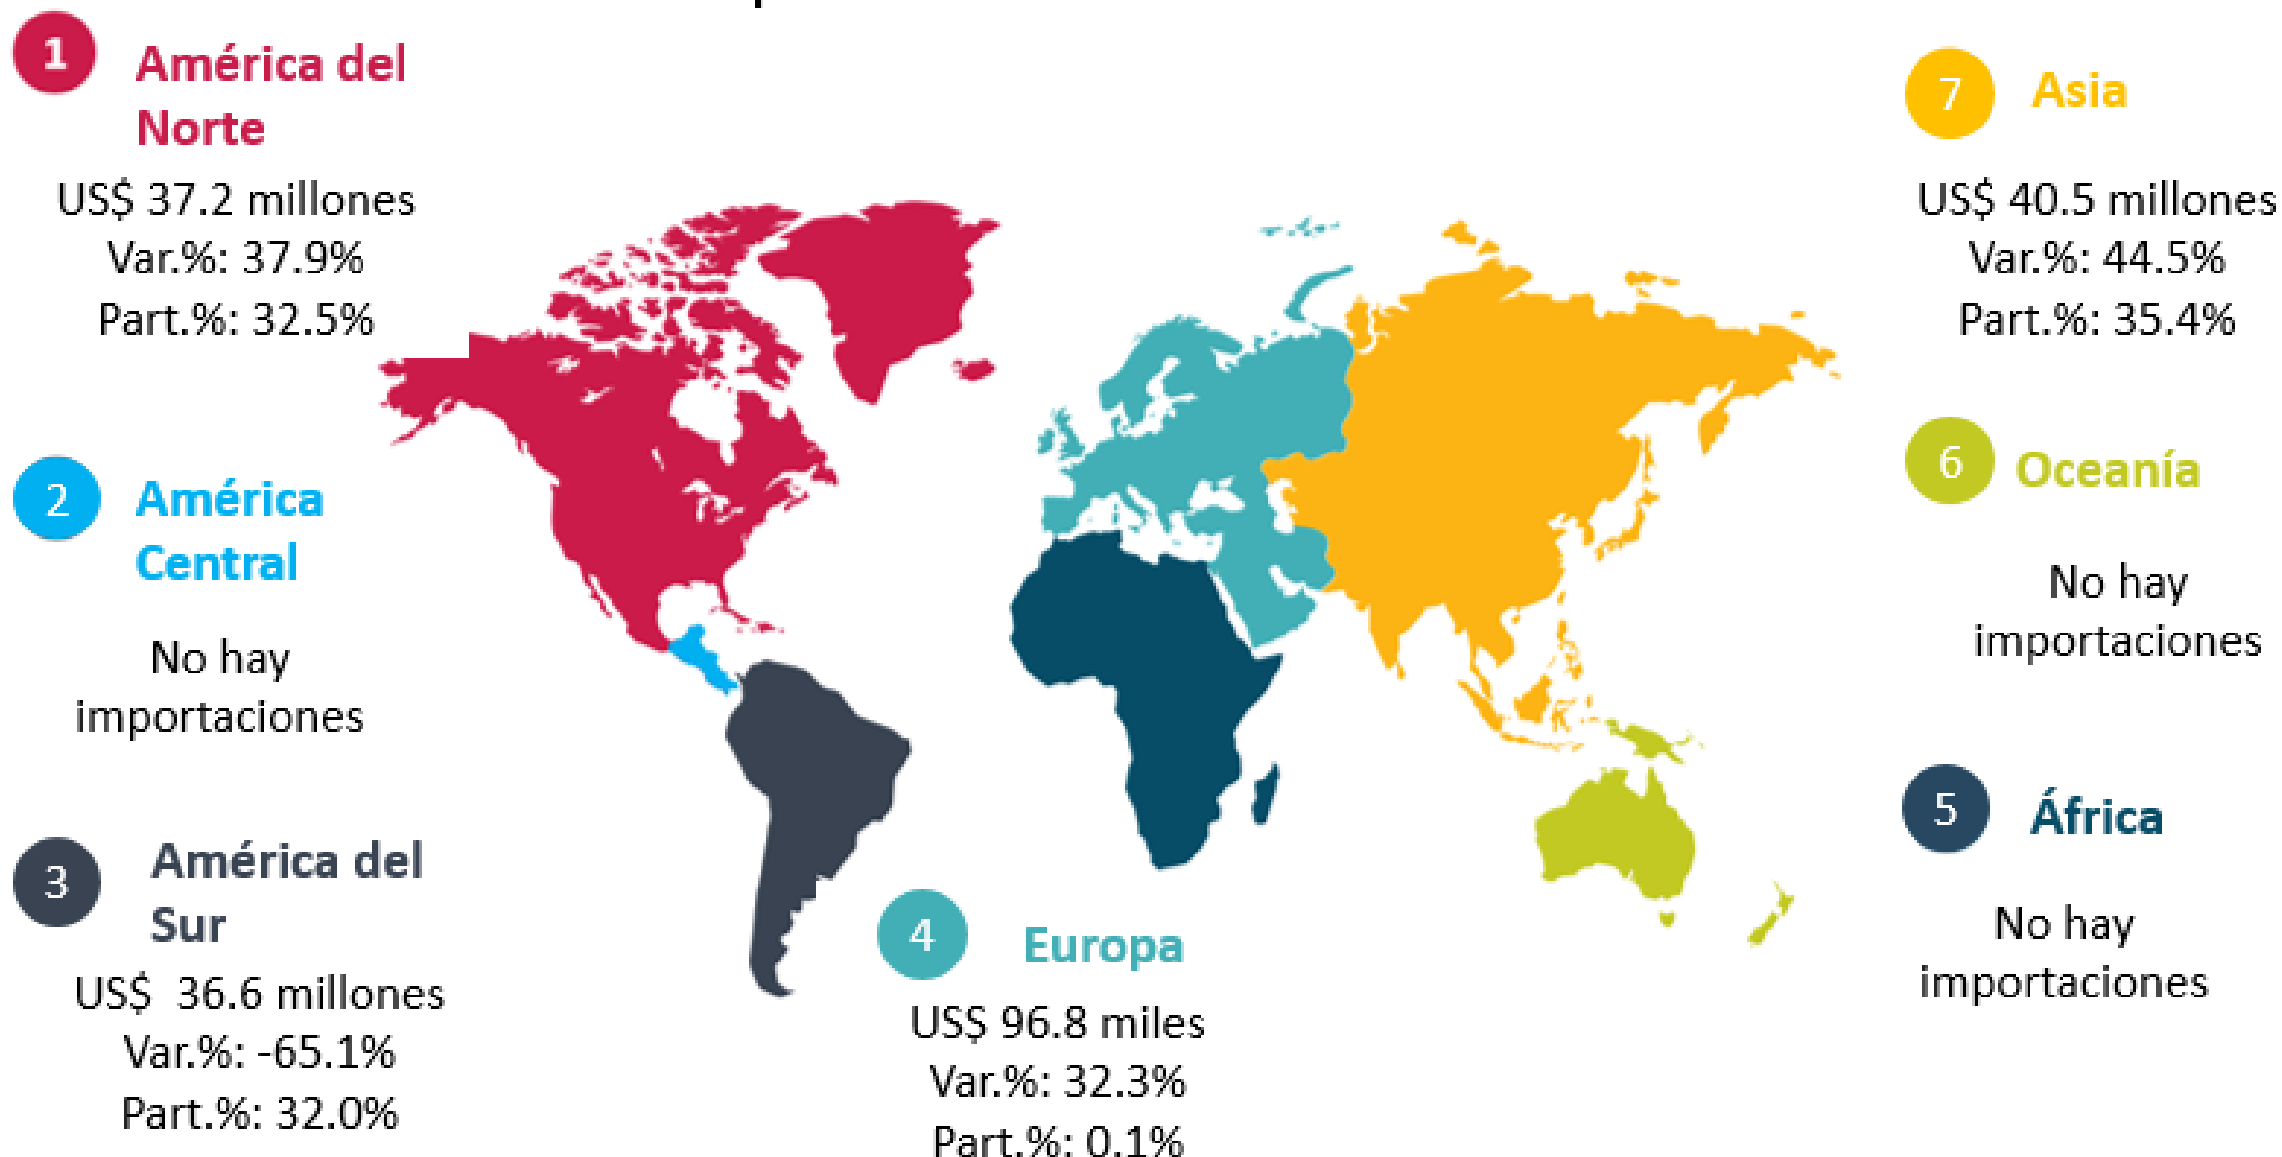 1
América del
Norte
US$ 37.2 millones
Var.%: 37.9%
Part.%: 32.5%
2
América
Central
No hay
importaciones
3
América del
Sur
US$  36.6 millones
Var.%: -65.1%
Part.%: 32.0%
4
Europa
US$ 96.8 miles
Var.%: 32.3%
Part.%: 0.1%
7
Asia
US$ 40.5 millones
Var.%: 44.5%
Part.%: 35.4%
6
Oceanía
No hay
importaciones
5
África
No hay
importaciones